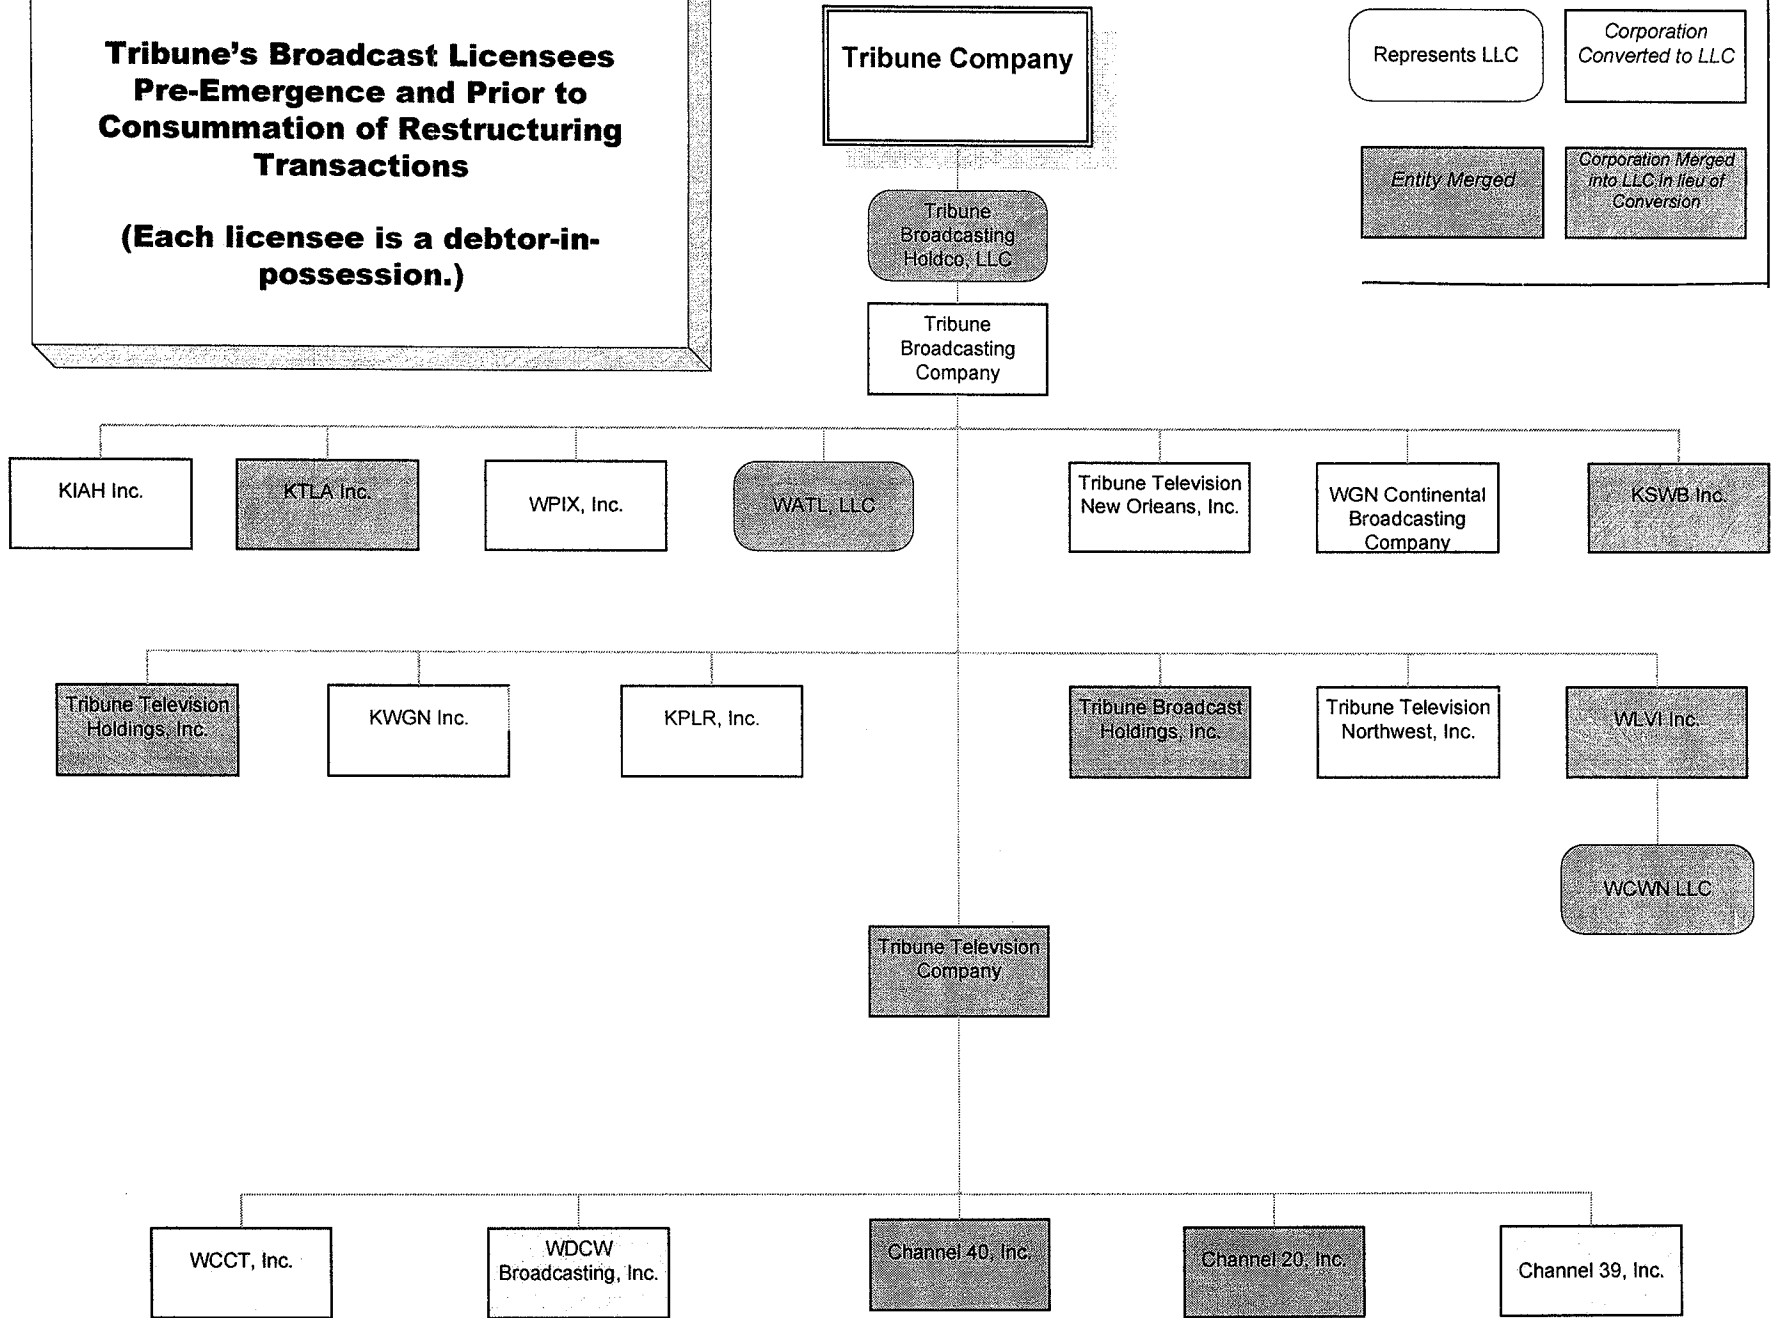 Tribune's Broadcast Licensees
Pre-Emergence and Prior to
Consummation of Restructuring
Transactions
(Each licensee is a debtor-in-
possession.)
Tribune Company
Represents LLC
Corporation
Converted to LLC
Entity Merged
Corporation Merged
into LLC in lieu of
Conversion
Tribune
Broadcasting
Holdco, LLC
Tribune
Broadcasting
Company
KIAH Inc.
KTLA Inc.
WPIX, Inc.
WATL, LLC
Tribune Television
New Orleans, Inc.
WGN Continental
Broadcasting
Company
KSWB Inc.
Tribune Television
Holdings, Inc.
KWGN Inc.
KPLR, Inc.
Tribune Broadcast
Holdings, Inc.
Tribune Television
Northwest, Inc.
WLVI Inc.
WCWN LLC
Tribune Television
Company
WCCT, Inc.
WDCW
Broadcasting, Inc.
Channel 40, Inc.
Channel 20, Inc.
Channel 39, Inc.